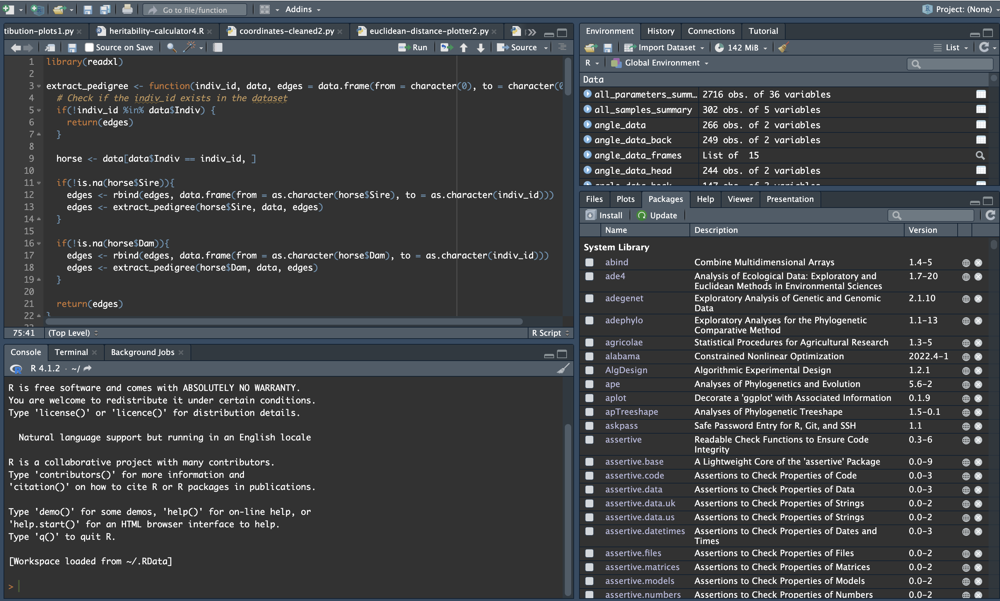 Go to file/function
Addins
Project: (None)
tibution-plots1.py
heritability-calculator4.R
coordinates-cleaned2.py
euclidean-distance-plotter2.py
Source on Save
Run
Source
1 library(readxl)
2
3 extract_pedigree <- function(indiv_id, data, edges = data.frame(from = character(0), to = character(0
4 # Check if the indiv_id exists in the dataset
5 if(!indiv_id %in% data$Indiv) {
6 return(edges)
7 }
8
9 horse <- data[data$Indiv == indiv_id, ]
10
11 if(!is.na(horse$Sire)){
12 edges <- rbind(edges, data.frame(from = as.character(horse$Sire), to = as.character(indiv_id)))
13 edges <- extract_pedigree(horse$Sire, data, edges)
14 }
15
16 if(!is.na(horse$Dam)){
17 edges <- rbind(edges, data.frame(from = as.character(horse$Dam), to = as.character(indiv_id)))
18 edges <- extract_pedigree(horse$Dam, data, edges)
19 }
20
21 return(edges)
22 }
75:41 (Top Level)
R Script
Console
Terminal
Background Jobs
R 4.1.2 · ~/
R is free software and comes with ABSOLUTELY NO WARRANTY.
You are welcome to redistribute it under certain conditions.
Type 'license()' or 'licence()' for distribution details.
Natural language support but running in an English locale
R is a collaborative project with many contributors.
Type 'contributors()' for more information and
'citation()' on how to cite R or R packages in publications.
Type 'demo()' for some demos, 'help()' for on-line help, or
'help.start()' for an HTML browser interface to help.
Type 'q()' to quit R.
[Workspace loaded from ~/.RData]
>
Environment
History
Connections
Tutorial
Import Dataset
142 MiB
List
R
Global Environment
Data
all_parameters_summ… 2716 obs. of 36 variables
all_samples_summary 302 obs. of 5 variables
angle_data 266 obs. of 2 variables
angle_data_back 249 obs. of 2 variables
angle_data_frames List of 15
angle_data_head 244 obs. of 2 variables
Files
Plots
Packages
Help
Viewer
Presentation
Install
Update
Name Description Version
System Library
abind Combine Multidimensional Arrays 1.4-5
ade4 Analysis of Ecological Data: Exploratory and 1.7-20
Euclidean Methods in Environmental Sciences
adegenet Exploratory Analysis of Genetic and Genomic 2.1.10
Data
adephylo Exploratory Analyses for the Phylogenetic 1.1-13
Comparative Method
agricolae Statistical Procedures for Agricultural Research 1.3-5
alabama Constrained Nonlinear Optimization 2022.4-1
AlgDesign Algorithmic Experimental Design 1.2.1
ape Analyses of Phylogenetics and Evolution 5.6-2
aplot Decorate a 'ggplot' with Associated Information 0.1.9
apTreeshape Analyses of Phylogenetic Treeshape 1.5-0.1
askpass Safe Password Entry for R, Git, and SSH 1.1
assertive Readable Check Functions to Ensure Code 0.3-6
Integrity
assertive.base A Lightweight Core of the 'assertive' Package 0.0-9
assertive.code Assertions to Check Properties of Code 0.0-3
assertive.data Assertions to Check Properties of Data 0.0-3
assertive.data.uk Assertions to Check Properties of Strings 0.0-2
assertive.data.us Assertions to Check Properties of Strings 0.0-2
assertive.datetimes Assertions to Check Properties of Dates and 0.0-3
Times
assertive.files Assertions to Check Properties of Files 0.0-2
assertive.matrices Assertions to Check Properties of Matrices 0.0-2
assertive.models Assertions to Check Properties of Models 0.0-2
assertive.numbers Assertions to Check Properties of Numbers 0.0-2